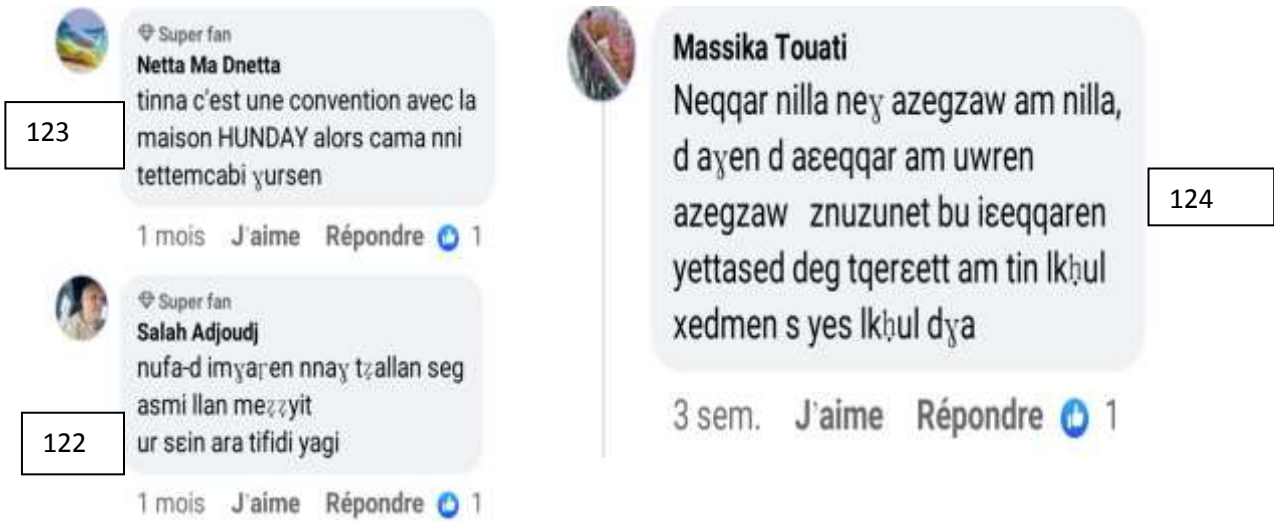 Super fan
Netta Ma Dnetta
tinna c'est une convention avec la
maison HUNDAY alors cama nni
tettemcabi ɣursen
123
1 mois J'aime Répondre 1
Super fan
Salah Adjoudj
nufa-d imɣaṛen nnaɣ tẓallan seg
asmi llan meẓẓyit
ur sɛin ara tifidi yagi
122
1 mois J'aime Répondre 1
Massika Touati
Neqqar nilla neɣ azegzaw am nilla,
d aɣen d aɛeqqar am uwren
azegzaw znuzunet bu iɛeqqaren
yettased deg tqerɛett am tin lkḥul
xedmen s yes lkḥul dɣa
124
3 sem. J'aime Répondre 1